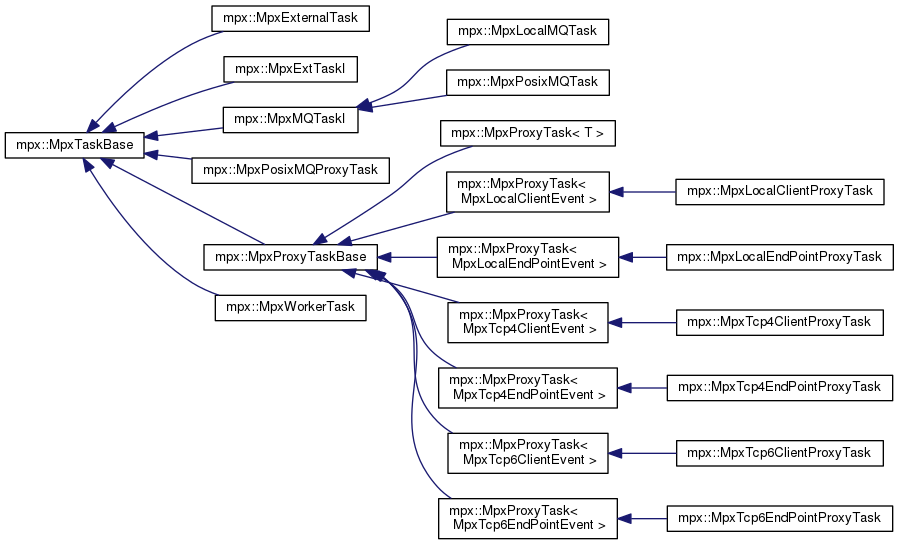 mpx::MpxExternalTask
mpx::MpxLocalMQTask
mpx::MpxExtTaskI
mpx::MpxPosixMQTask
mpx::MpxMQTaskI
mpx::MpxTaskBase
mpx::MpxProxyTask< T >
mpx::MpxPosixMQProxyTask
mpx::MpxProxyTask<
MpxLocalClientEvent >
mpx::MpxLocalClientProxyTask
mpx::MpxProxyTaskBase
mpx::MpxProxyTask<
MpxLocalEndPointEvent >
mpx::MpxLocalEndPointProxyTask
mpx::MpxWorkerTask
mpx::MpxProxyTask<
MpxTcp4ClientEvent >
mpx::MpxTcp4ClientProxyTask
mpx::MpxProxyTask<
MpxTcp4EndPointEvent >
mpx::MpxTcp4EndPointProxyTask
mpx::MpxProxyTask<
MpxTcp6ClientEvent >
mpx::MpxTcp6ClientProxyTask
mpx::MpxProxyTask<
MpxTcp6EndPointEvent >
mpx::MpxTcp6EndPointProxyTask